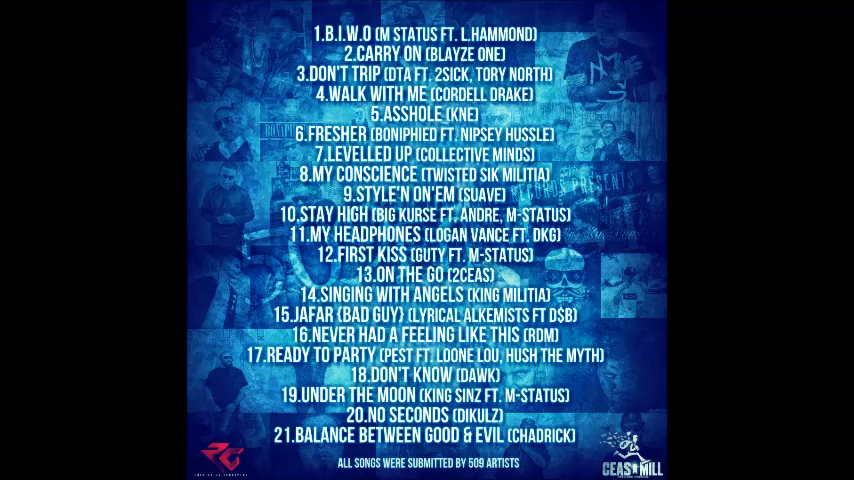 1.B.I.W.O (M STATUS FT. L.HAMMOND)
2.CARRY ON (BLAYZE ONE)
3.DON'T TRIP (DTA FT. 2SICK, TORY NORTH)
4.WALK WITH ME (CORDELL DRAKE)
5.ASSHOLE (KNE)
6.FRESHER (BONIPHIED FT. NIPSEY HUSSLE)
7.LEVELLED UP (COLLECTIVE MINDS)
8.MY CONSCIENCE (TWISTED SIK MILITIA)
9.STYLE'N ON'EM (SUAVE)
10.STAY HIGH (BIG KURSE FT. ANDRE, M-STATUS)
11.MY HEADPHONES (LOGAN VANCE FT. DKG)
12.FIRST KISS (GUTY FT. M-STATUS)
13.ON THE GO (2CEAS)
14.SINGING WITH ANGELS (KING MILITIA)
15.JAFAR {BAD GUY} (LYRICAL ALKEMISTS FT D$B)
16.NEVER HAD A FEELING LIKE THIS (RDM)
17.READY TO PARTY (PEST FT. LOONE LOU, HUSH THE MYTH)
18.DON'T KNOW (DAWK)
19.UNDER THE MOON (KING SINZ FT. M-STATUS)
20.NO SECONDS (DIKULZ)
21.BALANCE BETWEEN GOOD & EVIL (CHADRICK)
ALL SONGS WERE SUBMITTED BY 509 ARTISTS
CEAS MILL